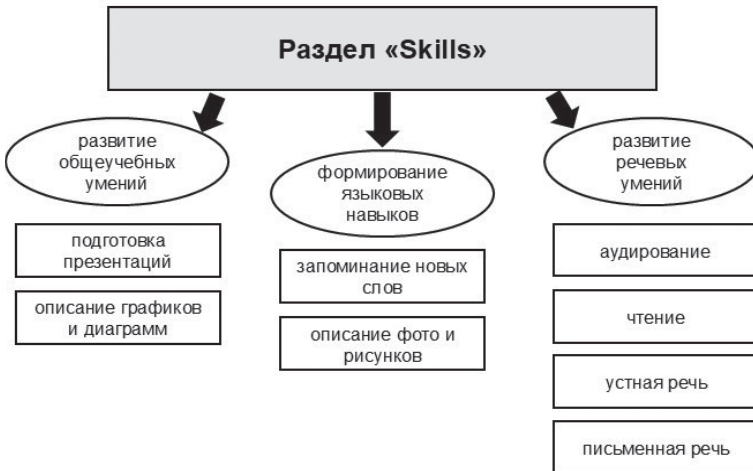 Раздел «Skills»
развитие
общеучебных
умений
подготовка
презентаций
описание графиков
и диаграмм
формирование
языковых
навыков
запоминание новых
слов
описание фото и
рисунков
развитие
речевых
умений
аудирование
чтение
устная речь
письменная речь